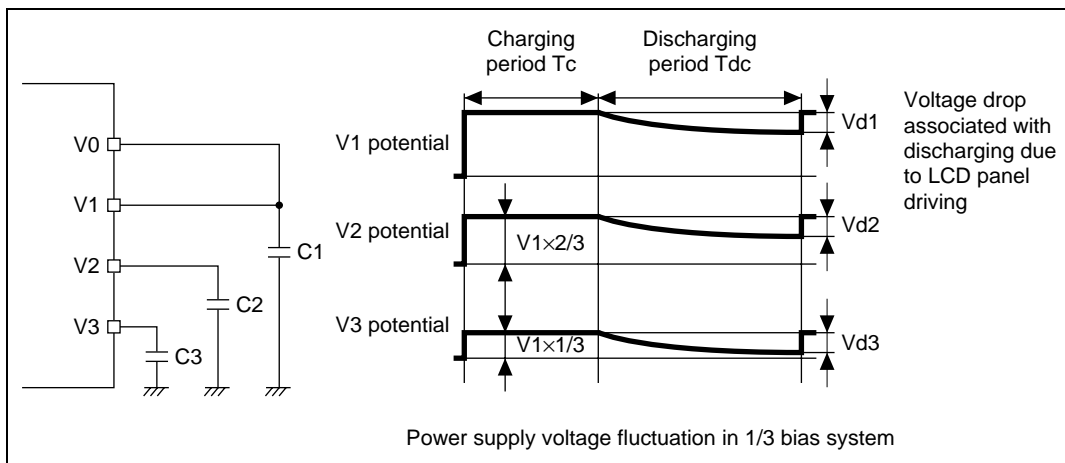 Charging
period Tc
Discharging
period Tdc
V0
V1
V2
V3
C1
C2
C3
V1 potential
Vd1
Voltage drop
associated with
discharging due
to LCD panel
driving
V2 potential
V1×2/3
Vd2
V3 potential
V1×1/3
Vd3
Power supply voltage fluctuation in 1/3 bias system